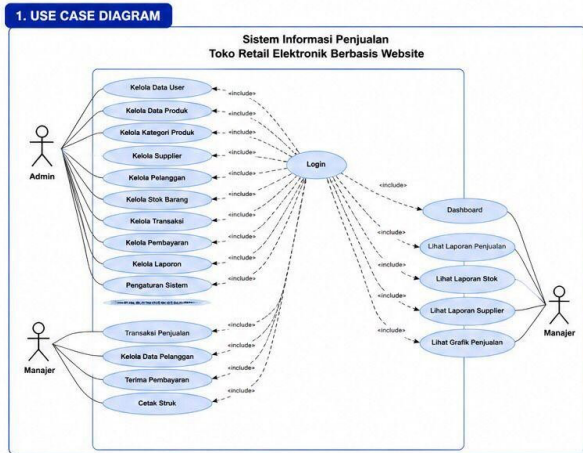 1. USE CASE DIAGRAM
Sistem Informasi Penjualan
Toko Retail Elektronik Berbasis Website
Kelola Data User
«include»
Kelola Data Produk
«include»
Kelola Kategori Produk
«include»
Kelola Supplier
«include»
Kelola Pelanggan
«include»
Kelola Stok Barang
«include»
Kelola Transaksi
«include»
Kelola Pembayaran
«include»
Kelola Laporon
«include»
Pengaturan Sistem
«include»
Admin
Login
«include»
Dashboard
«include»
Lihat Laporan Penjualan
«include»
Lihat Laporan Stok
«include»
Lihat Laporan Supplier
«include»
Lihat Grafik Penjualan
Manajer
Transaksi Penjualan
«include»
Kelola Data Pelanggan
«include»
Terima Pembayaran
«include»
Cetak Struk
«include»
Manajer